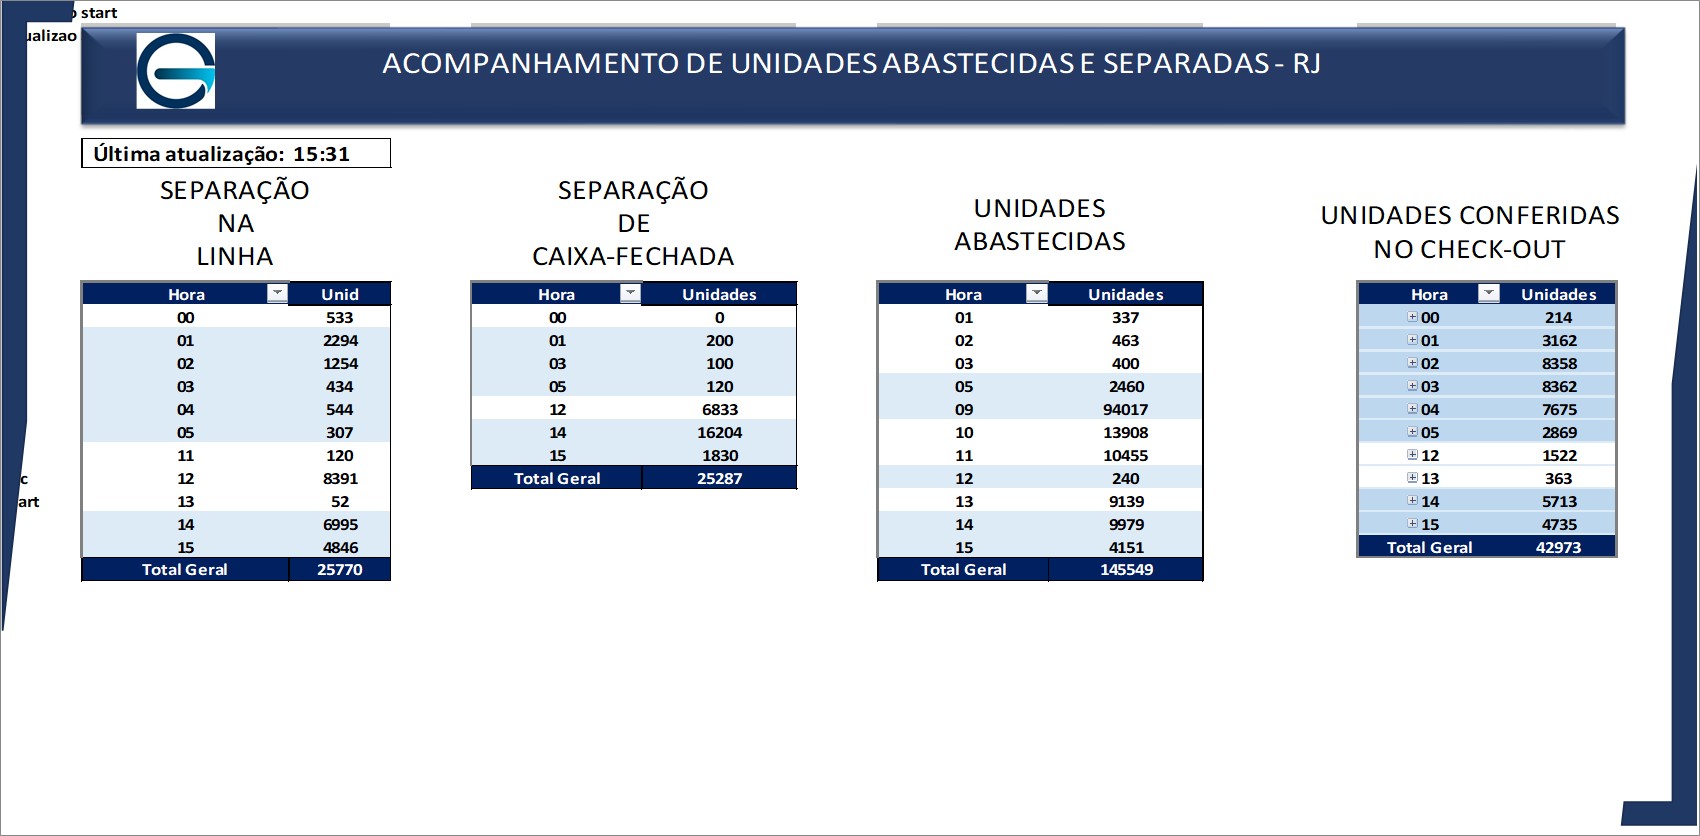 start
ualizao
ACOMPANHAMENTO DE UNIDADES ABASTECIDAS E SEPARADAS - RJ
Última atualização: 15:31
SEPARAÇÃO
NA
LINHA
Hora Unid
00 533
01 2294
02 1254
03 434
04 544
05 307
11 120
12 8391
13 52
14 6995
15 4846
Total Geral 25770
SEPARAÇÃO
DE
CAIXA-FECHADA
Hora Unidades
00 0
01 200
03 100
05 120
12 6833
14 16204
15 1830
Total Geral 25287
UNIDADES
ABASTECIDAS
Hora Unidades
01 337
02 463
03 400
05 2460
09 94017
10 13908
11 10455
12 240
13 9139
14 9979
15 4151
Total Geral 145549
UNIDADES CONFERIDAS
NO CHECK-OUT
Hora Unidades
00 214
01 3162
02 8358
03 8362
04 7675
05 2869
12 1522
13 363
14 5713
15 4735
Total Geral 42973
c
art